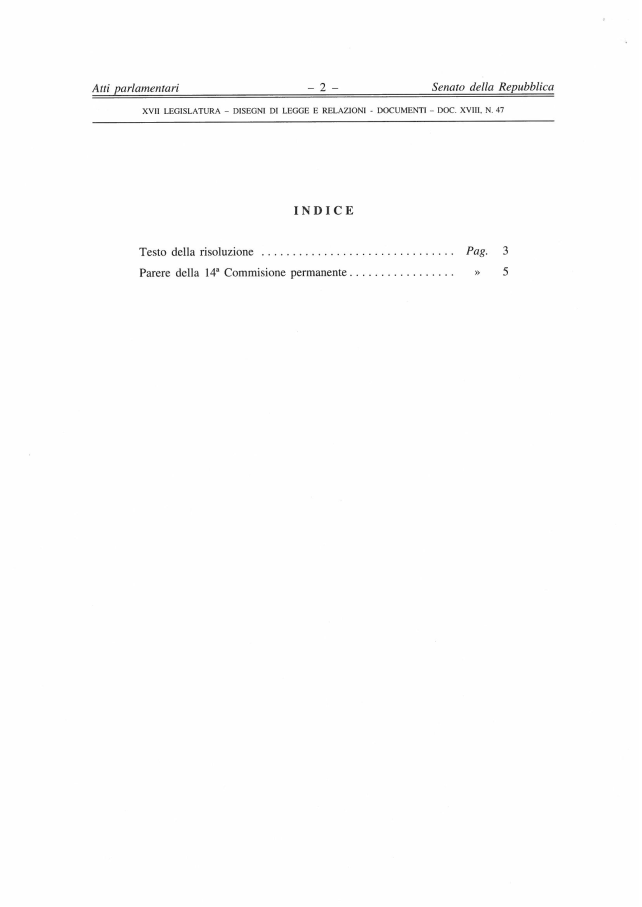 Atti parlamentari – 2 – Senato della Repubblica
XVII LEGISLATURA – DISEGNI DI LEGGE E RELAZIONI - DOCUMENTI – DOC. XVIII, N. 47
INDICE
Testo della risoluzione ............................... Pag. 3
Parere della 14ª Commisione permanente ................. » 5